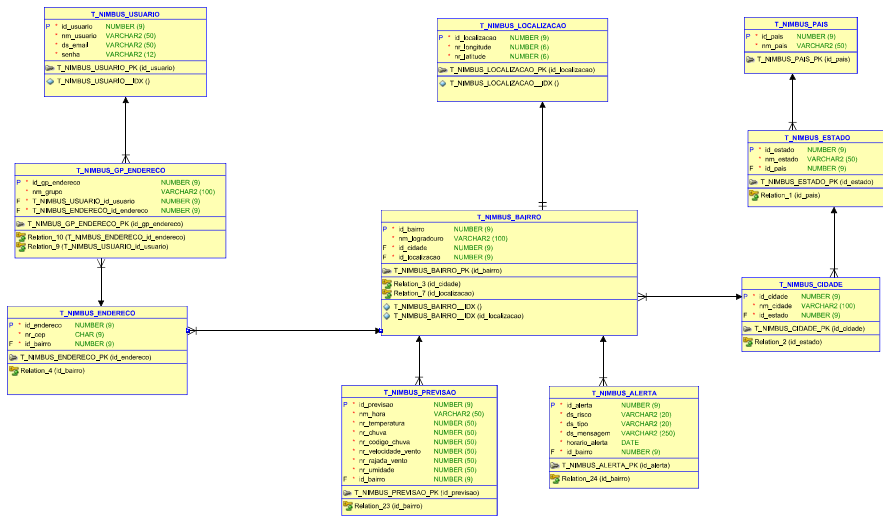 T_NIMBUS_USUARIO
P * id_usuario NUMBER (9)
* nm_usuario VARCHAR2 (50)
* ds_email VARCHAR2 (50)
* senha VARCHAR2 (12)
T_NIMBUS_USUARIO_PK (id_usuario)
T_NIMBUS_USUARIO__IDX ()
T_NIMBUS_LOCALIZACAO
P * id_localizacao NUMBER (9)
* nr_longitude NUMBER (6)
* nr_latitude NUMBER (6)
T_NIMBUS_LOCALIZACAO_PK (id_localizacao)
T_NIMBUS_LOCALIZACAO__IDX ()
T_NIMBUS_PAIS
P * id_pais NUMBER (9)
* nm_pais VARCHAR2 (50)
T_NIMBUS_PAIS_PK (id_pais)
T_NIMBUS_GP_ENDERECO
P * id_gp_endereco NUMBER (9)
* nm_grupo VARCHAR2 (100)
F * T_NIMBUS_USUARIO_id_usuario NUMBER (9)
F * T_NIMBUS_ENDERECO_id_endereco NUMBER (9)
T_NIMBUS_GP_ENDERECO_PK (id_gp_endereco)
Relation_10 (T_NIMBUS_ENDERECO_id_endereco)
Relation_9 (T_NIMBUS_USUARIO_id_usuario)
T_NIMBUS_ESTADO
P * id_estado NUMBER (9)
* nm_estado VARCHAR2 (50)
F * id_pais NUMBER (9)
T_NIMBUS_ESTADO_PK (id_estado)
Relation_1 (id_pais)
T_NIMBUS_BAIRRO
P * id_bairro NUMBER (9)
* nm_logradouro VARCHAR2 (100)
F * id_cidade NUMBER (9)
F * id_localizacao NUMBER (9)
T_NIMBUS_BAIRRO_PK (id_bairro)
Relation_3 (id_cidade)
Relation_7 (id_localizacao)
T_NIMBUS_BAIRRO__IDX ()
T_NIMBUS_BAIRRO__IDX (id_localizacao)
T_NIMBUS_CIDADE
P * id_cidade NUMBER (9)
* nm_cidade VARCHAR2 (100)
F * id_estado NUMBER (9)
T_NIMBUS_CIDADE_PK (id_cidade)
Relation_2 (id_estado)
T_NIMBUS_ENDERECO
P * id_endereco NUMBER (9)
* nr_cep CHAR (9)
F * id_bairro NUMBER (9)
T_NIMBUS_ENDERECO_PK (id_endereco)
Relation_4 (id_bairro)
T_NIMBUS_PREVISAO
P * id_previsao NUMBER (9)
* nm_hora VARCHAR2 (50)
* nr_temperatura NUMBER (50)
* nr_chuva NUMBER (50)
* nr_codigo_chuva NUMBER (50)
* nr_velocidade_vento NUMBER (50)
* nr_rajada_vento NUMBER (50)
* nr_umidade NUMBER (50)
F * id_bairro NUMBER (9)
T_NIMBUS_PREVISAO_PK (id_previsao)
Relation_23 (id_bairro)
T_NIMBUS_ALERTA
P * id_alerta NUMBER (9)
* ds_risco VARCHAR2 (20)
* ds_tipo VARCHAR2 (20)
* ds_mensagem VARCHAR2 (250)
* horario_alerta DATE
F * id_bairro NUMBER (9)
T_NIMBUS_ALERTA_PK (id_alerta)
Relation_24 (id_bairro)